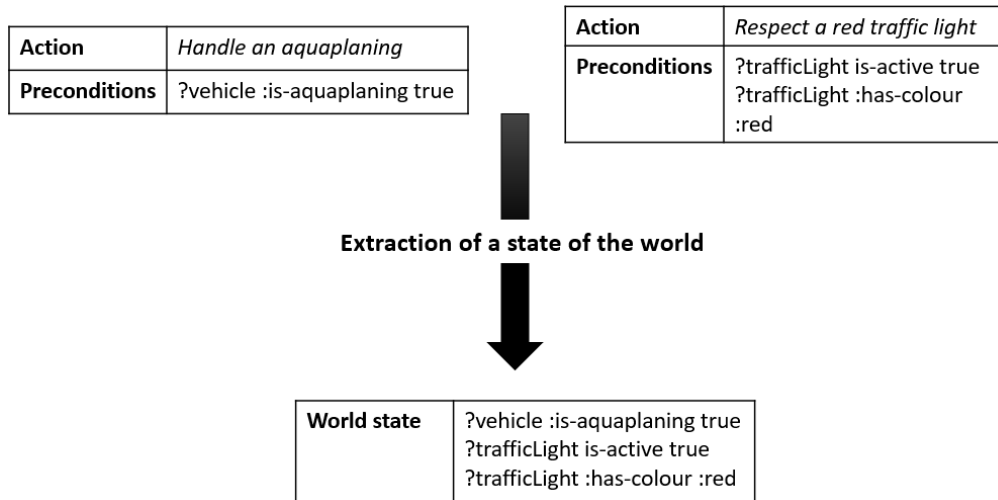 Action Handle an aquaplaning
Preconditions ?vehicle :is-aquaplaning true
Action Respect a red traffic light
Preconditions ?trafficLight is-active true
?trafficLight :has-colour
:red
Extraction of a state of the world
World state ?vehicle :is-aquaplaning true
?trafficLight is-active true
?trafficLight :has-colour :red